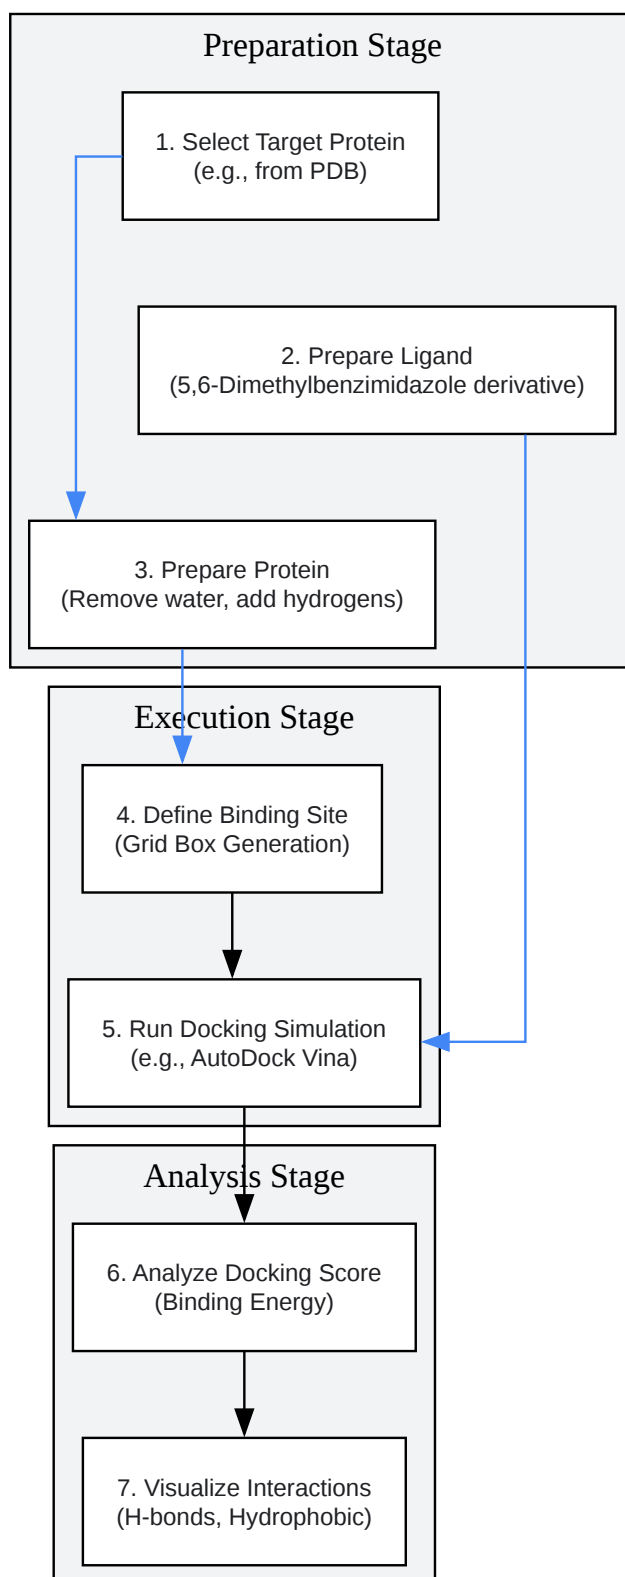 Preparation Stage
1. Select Target Protein
(e.g., from PDB)
2. Prepare Ligand
(5,6-Dimethylbenzimidazole derivative)
3. Prepare Protein
(Remove water, add hydrogens)
Execution Stage
4. Define Binding Site
(Grid Box Generation)
5. Run Docking Simulation
(e.g., AutoDock Vina)
Analysis Stage
6. Analyze Docking Score
(Binding Energy)
7. Visualize Interactions
(H-bonds, Hydrophobic)